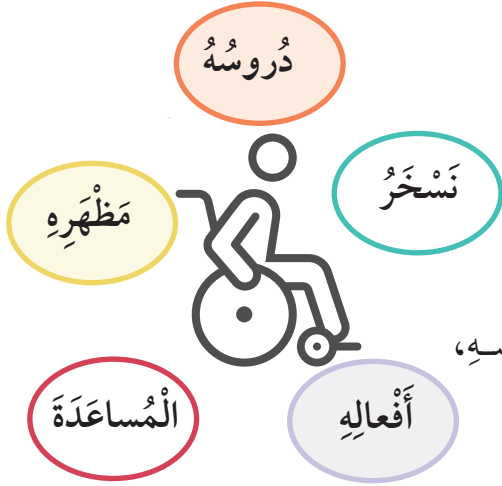 دُروسُهُ
نَسْخَرُ
مَظْهَرِهِ
أَفْعالِهِ
الْمُساعَدَةَ